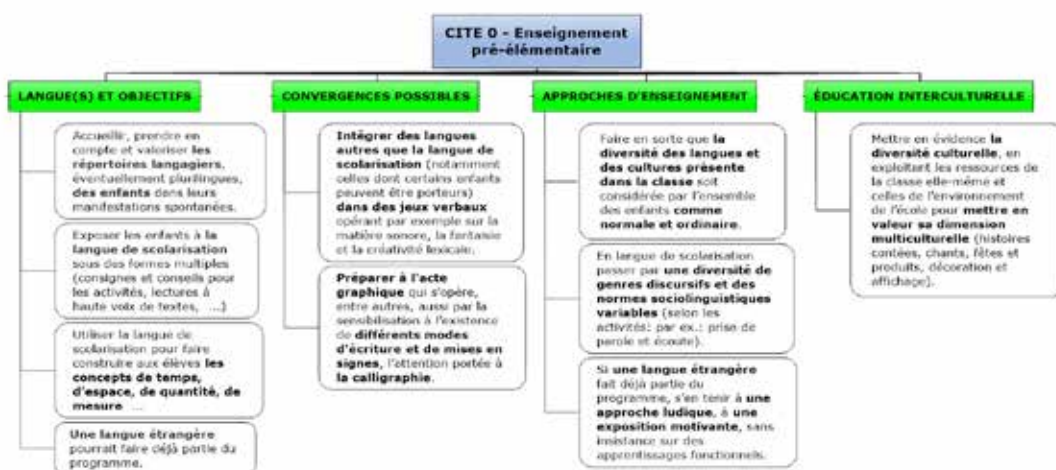 CITE 0 - Enseignement
pré-élémentaire
LANGUE(S) ET OBJECTIFS
Accueillir, prendre en
compte et valoriser les
répertoires langagiers,
éventuellement plurilingues,
des enfants dans leurs
manifestations spontanées.
Exposer les enfants à la
langue de scolarisation
sous des formes multiples
(consignes et conseils pour
les activités, lectures à
haute voix de textes, ...)
Utiliser la langue de
scolarisation pour faire
construire aux élèves les
concepts de temps,
d'espace, de quantité, de
mesure ...
Une langue étrangère
pourrait faire déjà partie du
programme.
CONVERGENCES POSSIBLES
Intégrer des langues
autres que la langue de
scolarisation (notamment
celles dont certains enfants
peuvent être porteurs)
dans des jeux verbaux
opérant par exemple sur la
matière sonore, la fantaisie
et la créativité lexicale.
Préparer à l'acte
graphique qui s'opère,
entre autres, aussi par la
sensibilisation à l'existence
de différents modes
d'écriture et de mises en
signes, l'attention portée à
la calligraphie.
APPROCHES D'ENSEIGNEMENT
Faire en sorte que la
diversité des langues et
des cultures présente
dans la classe soit
considérée par l'ensemble
des enfants comme
normale et ordinaire.
En langue de scolarisation
passer par une diversité de
genres discursifs et des
normes sociolinguistiques
variables (selon les
activités: par ex.: prise de
parole et écoute).
Si une langue étrangère
fait déjà partie du
programme, s'en tenir à une
approche ludique, à une
exposition motivante, sans
insistance sur des
apprentissages fonctionnels.
ÉDUCATION INTERCULTURELLE
Mettre en évidence la
diversité culturelle, en
exploitant les ressources de
la classe elle-même et
celles de l'environnement
de l'école pour mettre en
valeur sa dimension
multiculturelle (histoires
contées, chants, fêtes et
produits, décoration et
affichage).